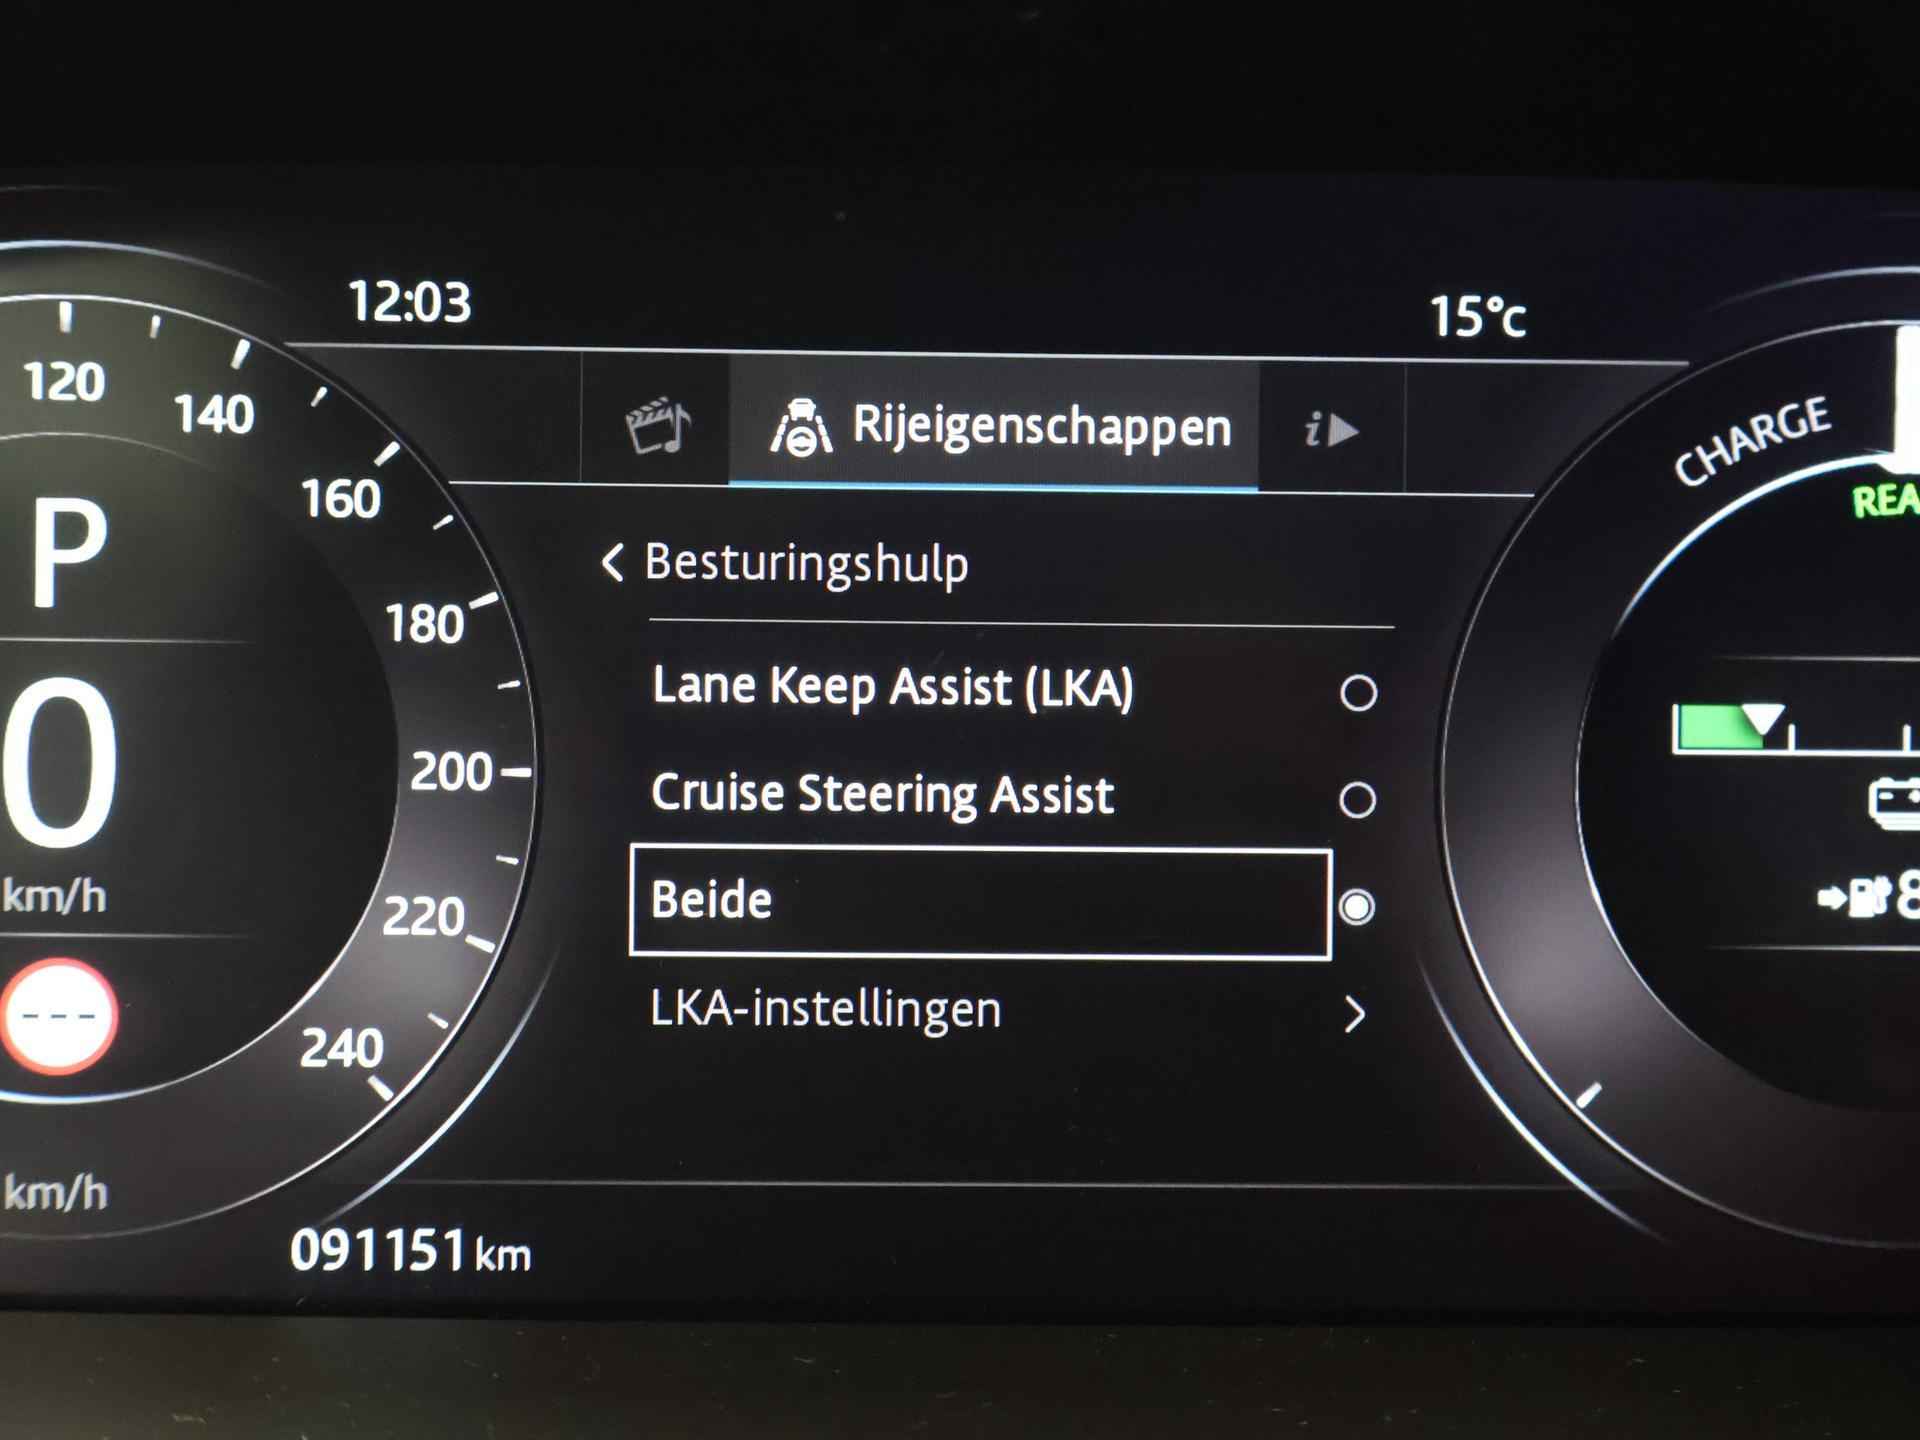 12:03
15°c
Rijeigenschappen
i
120
140
160
180
200
220
240
P
0
km/h
---
km/h
Besturingshulp
Lane Keep Assist (LKA)
Cruise Steering Assist
Beide
LKA-instellingen
CHARGE
091151 km